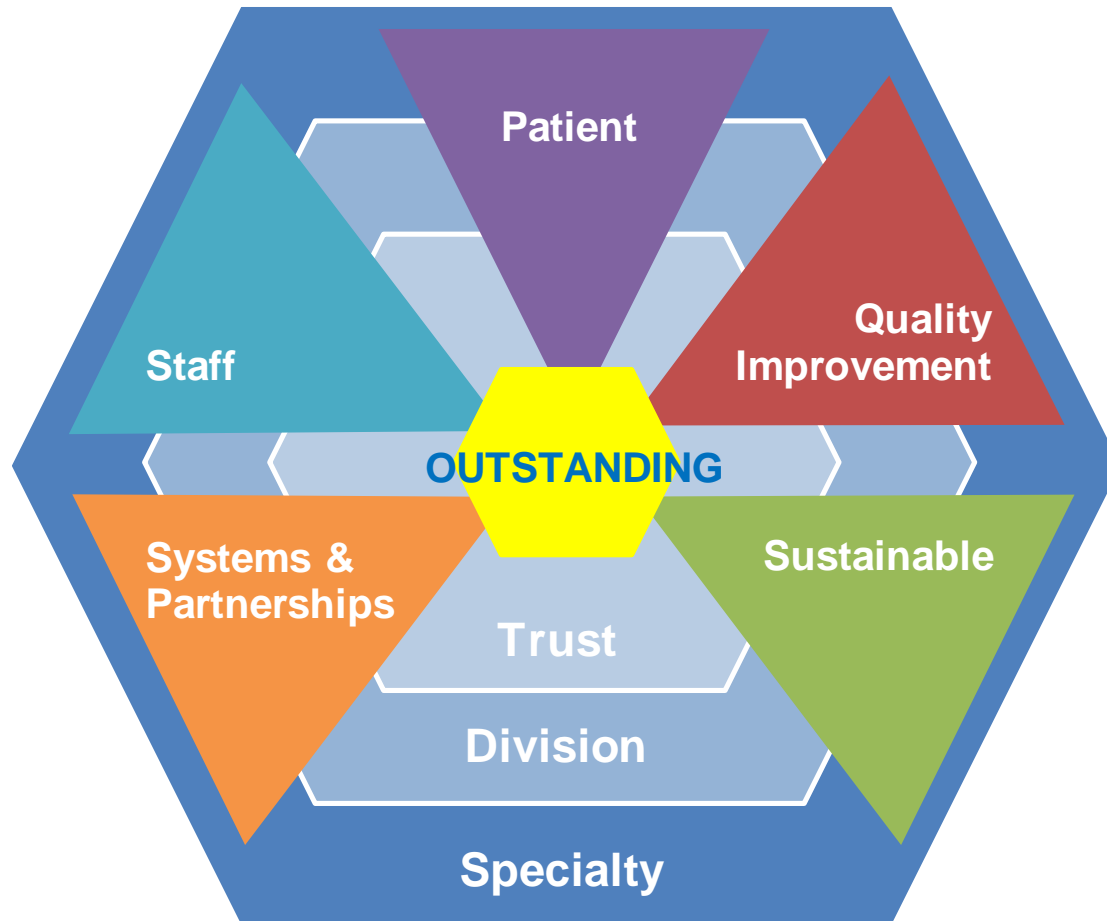 Patient
Quality
Improvement
Staff
OUTSTANDING
Systems &
Partnerships
Sustainable
Trust
Division
Specialty